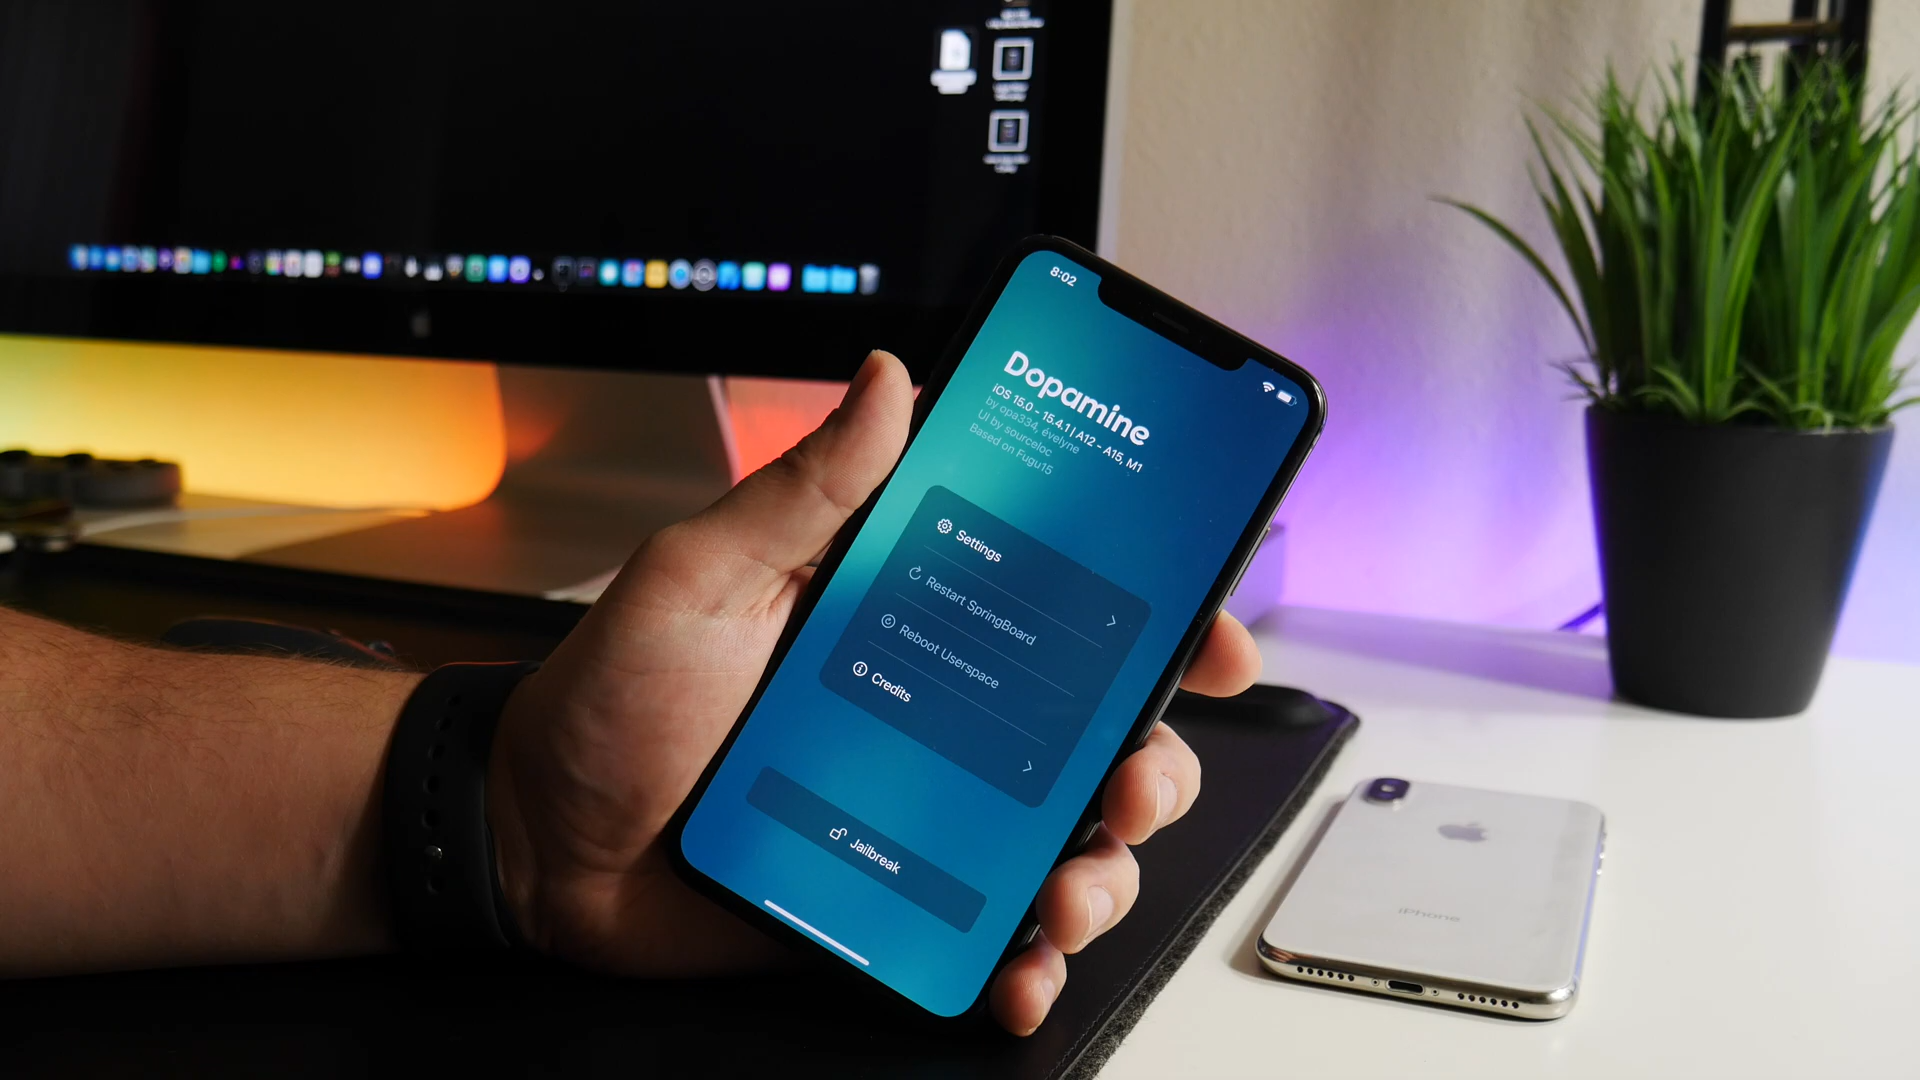 8:02
Dopamine
iOS 15.0 - 15.4.1 | A12 - A15, M1
by opa334, évelyne
UI by sourceloc
Based on Fugu15
Settings
Restart SpringBoard
Reboot Userspace
Credits
Jailbreak
iPhone